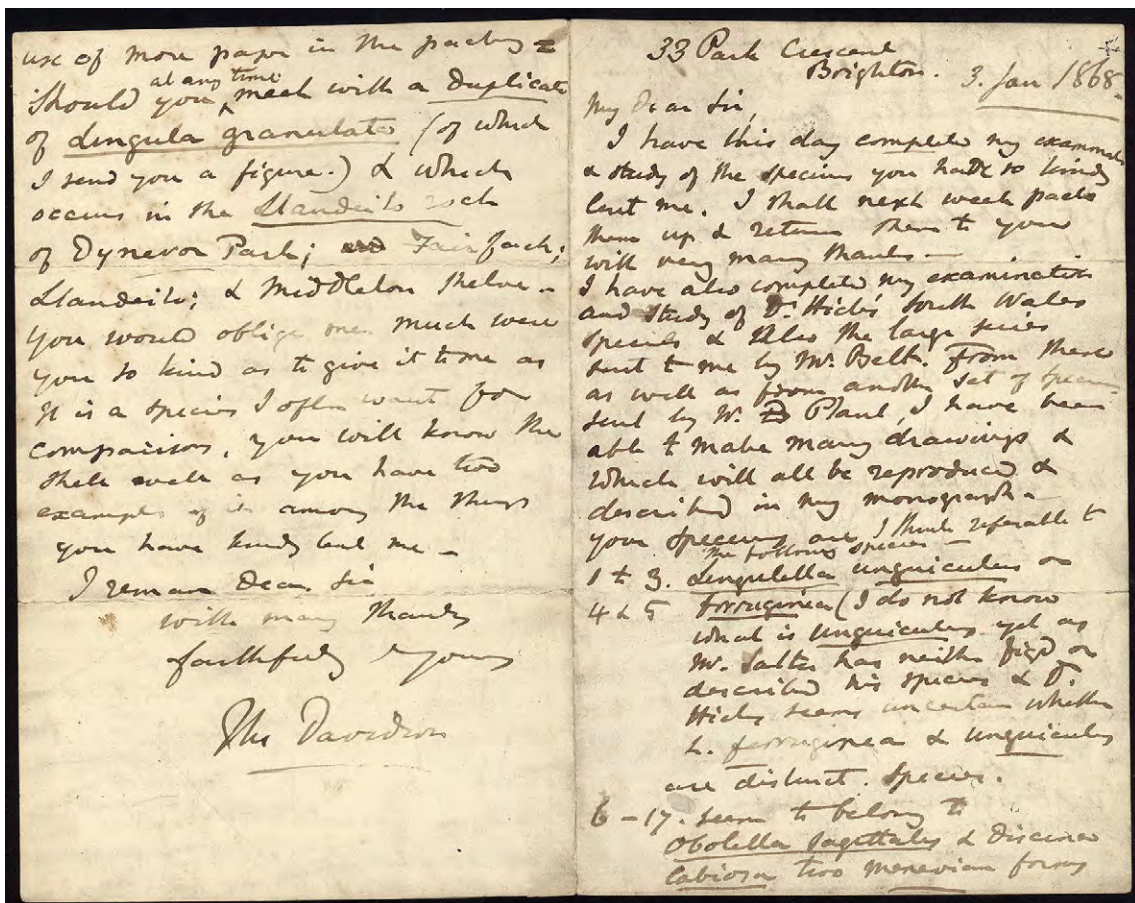 33 Park Crescent
Brighton. 3. Jan 1868.
My Dear Sir,
I have this day complete my
& study of the species you have so kindly
lent me. I shall next week pack
them up & return them to you
with very many thanks –
I have also complete my examination
and study of Dr. Hicks South Wales
species & also the large series
sent to me by Mr. Belt. From these
as well as from another set of
sent by W. Plant, I have been
able to make many drawings &
which will all be reproduced &
described in my monograph –
your specimens are I think referable to
the following species –
1 to 3. Lingulella unguiculus or
4 & 5 ferruginea (I do not know
what is unguiculus yet as
Mr. Salter has neither figd or
described his species & Dr.
Hicks seems uncertain whether
L. ferruginea & unguiculus
are distinct species.
6 – 17. seem to belong to
Obolella sagittalis & Discina
labiosa two menevian forms
use of more paper in the packing =
Should you at any time meet with a duplicate
of Lingula granulata (of which
I send you a figure.) & which
occurs in the Llandeilo rock
of Dynevor Park; Fairfach;
Llandeilo; &
You would oblige me much were
you so kind as to give it to me as
It is a species I often want for
comparison, you will know the
shell well as you have two
examples of it among the things
you have kindly lent me –
I remain Dear Sir
with many thanks
faithfully yours
Tho Davidson